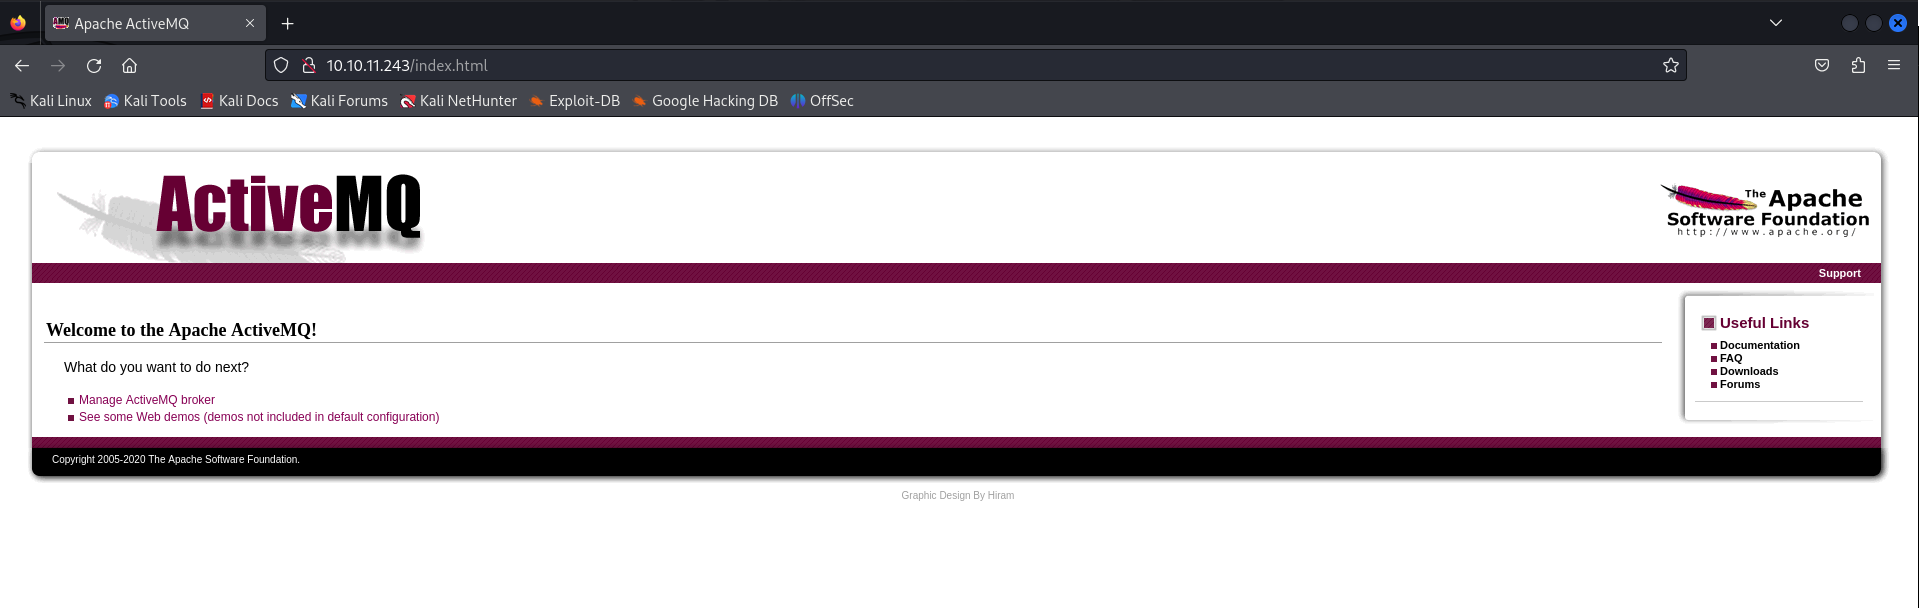 Apache ActiveMQ
10.10.11.243/index.html
Kali Linux Kali Tools Kali Docs Kali Forums Kali NetHunter Exploit-DB Google Hacking DB OffSec
ActiveMQ
The Apache
Software Foundation
http://www.apache.org/
Support
Welcome to the Apache ActiveMQ!
What do you want to do next?
Manage ActiveMQ broker
See some Web demos (demos not included in default configuration)
Useful Links
Documentation
FAQ
Downloads
Forums
Copyright 2005-2020 The Apache Software Foundation.
Graphic Design By Hiram